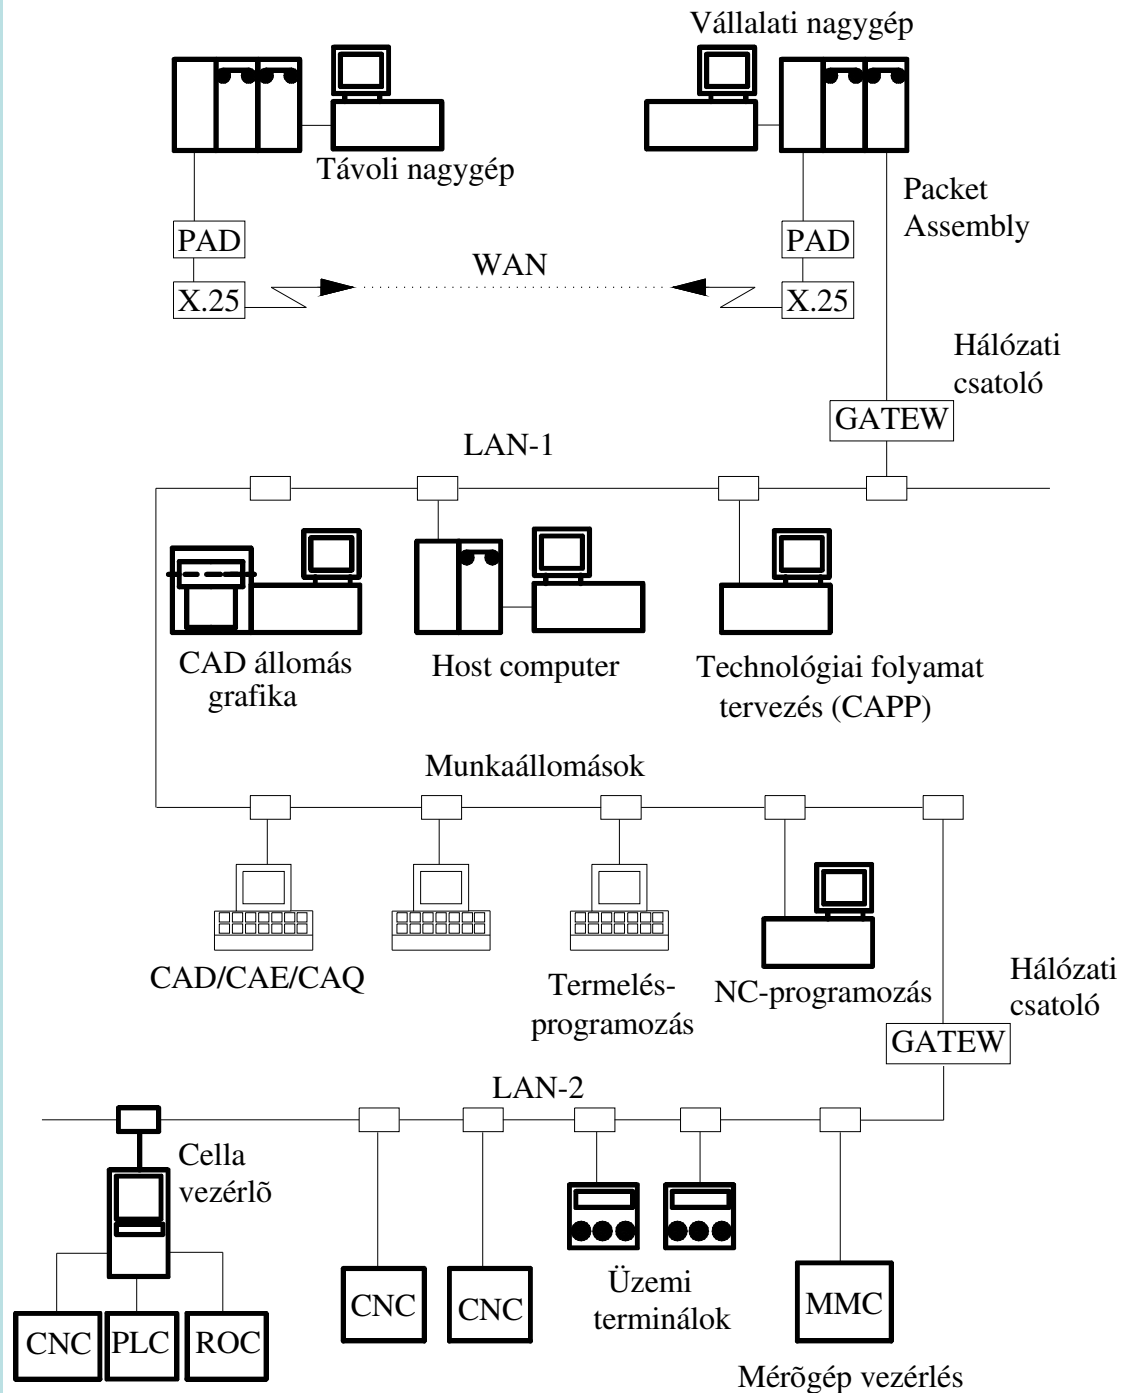 Vállalati nagygép
Távoli nagygép
Packet
Assembly
PAD
PAD
WAN
X.25
X.25
Hálózati
csatoló
GATEW
LAN-1
CAD állomás
grafika
Host computer
Technológiai folyamat
tervezés (CAPP)
Munkaállomások
CAD/CAE/CAQ
Termelés-
programozás
NC-programozás
Hálózati
csatoló
GATEW
LAN-2
Cella
vezérlõ
CNC
PLC
ROC
CNC
CNC
Üzemi
terminálok
MMC
Mérõgép vezérlés